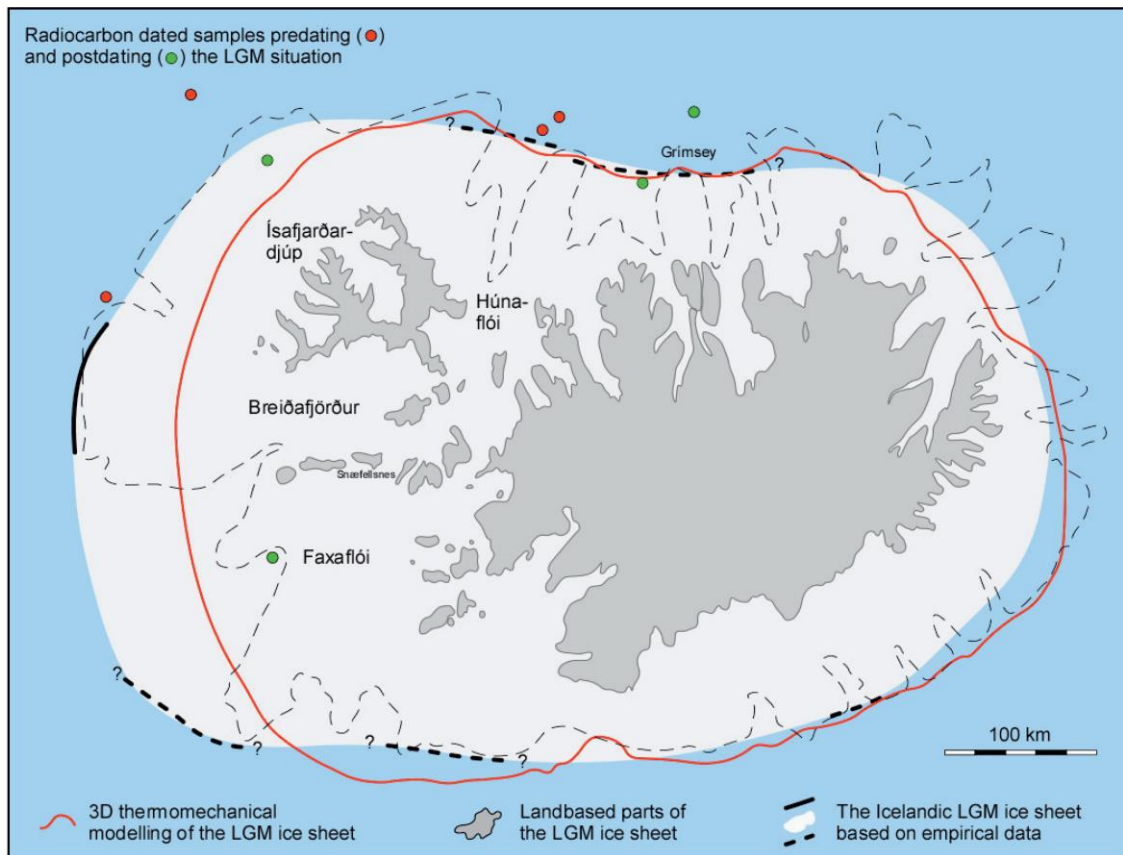 Radiocarbon dated samples predating (●)
and postdating (●) the LGM situation
?
Grímsey
?
Ísafjarðar-
djúp
Húna-
flói
Breiðafjörður
Snæfellsnes
Faxaflói
?
?
?
?
100 km
3D thermomechanical
modelling of the LGM ice sheet
Landbased parts of
the LGM ice sheet
The Icelandic LGM ice sheet
based on empirical data